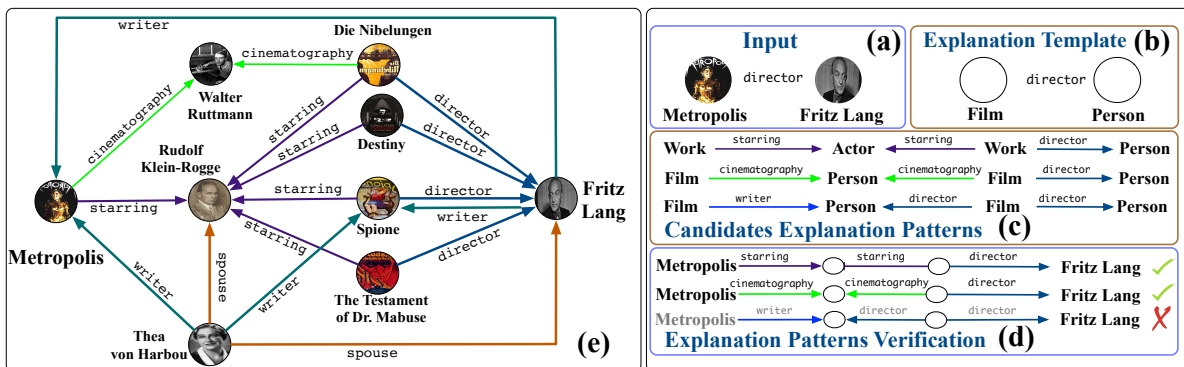 writer
Die Nibelungen
cinematography
Walter
Ruttmann
cinematography
starring
director
starring
Destiny
director
Rudolf
Klein-Rogge
starring
starring
director
writer
Spione
Fritz
Lang
Metropolis
starring
director
writer
spouse
writer
The Testament
of Dr. Mabuse
Thea
von Harbou
spouse
(e)
Input
(a)
director
Metropolis
Fritz Lang
Explanation Template
(b)
director
Film
Person
Work starring Actor starring Work director Person
Film cinematography Person cinematography Film director Person
Film writer Person director Film director Person
Candidates Explanation Patterns
(c)
Metropolis starring starring director Fritz Lang
Metropolis cinematography cinematography director Fritz Lang
Metropolis writer director director Fritz Lang
Explanation Patterns Verification
(d)